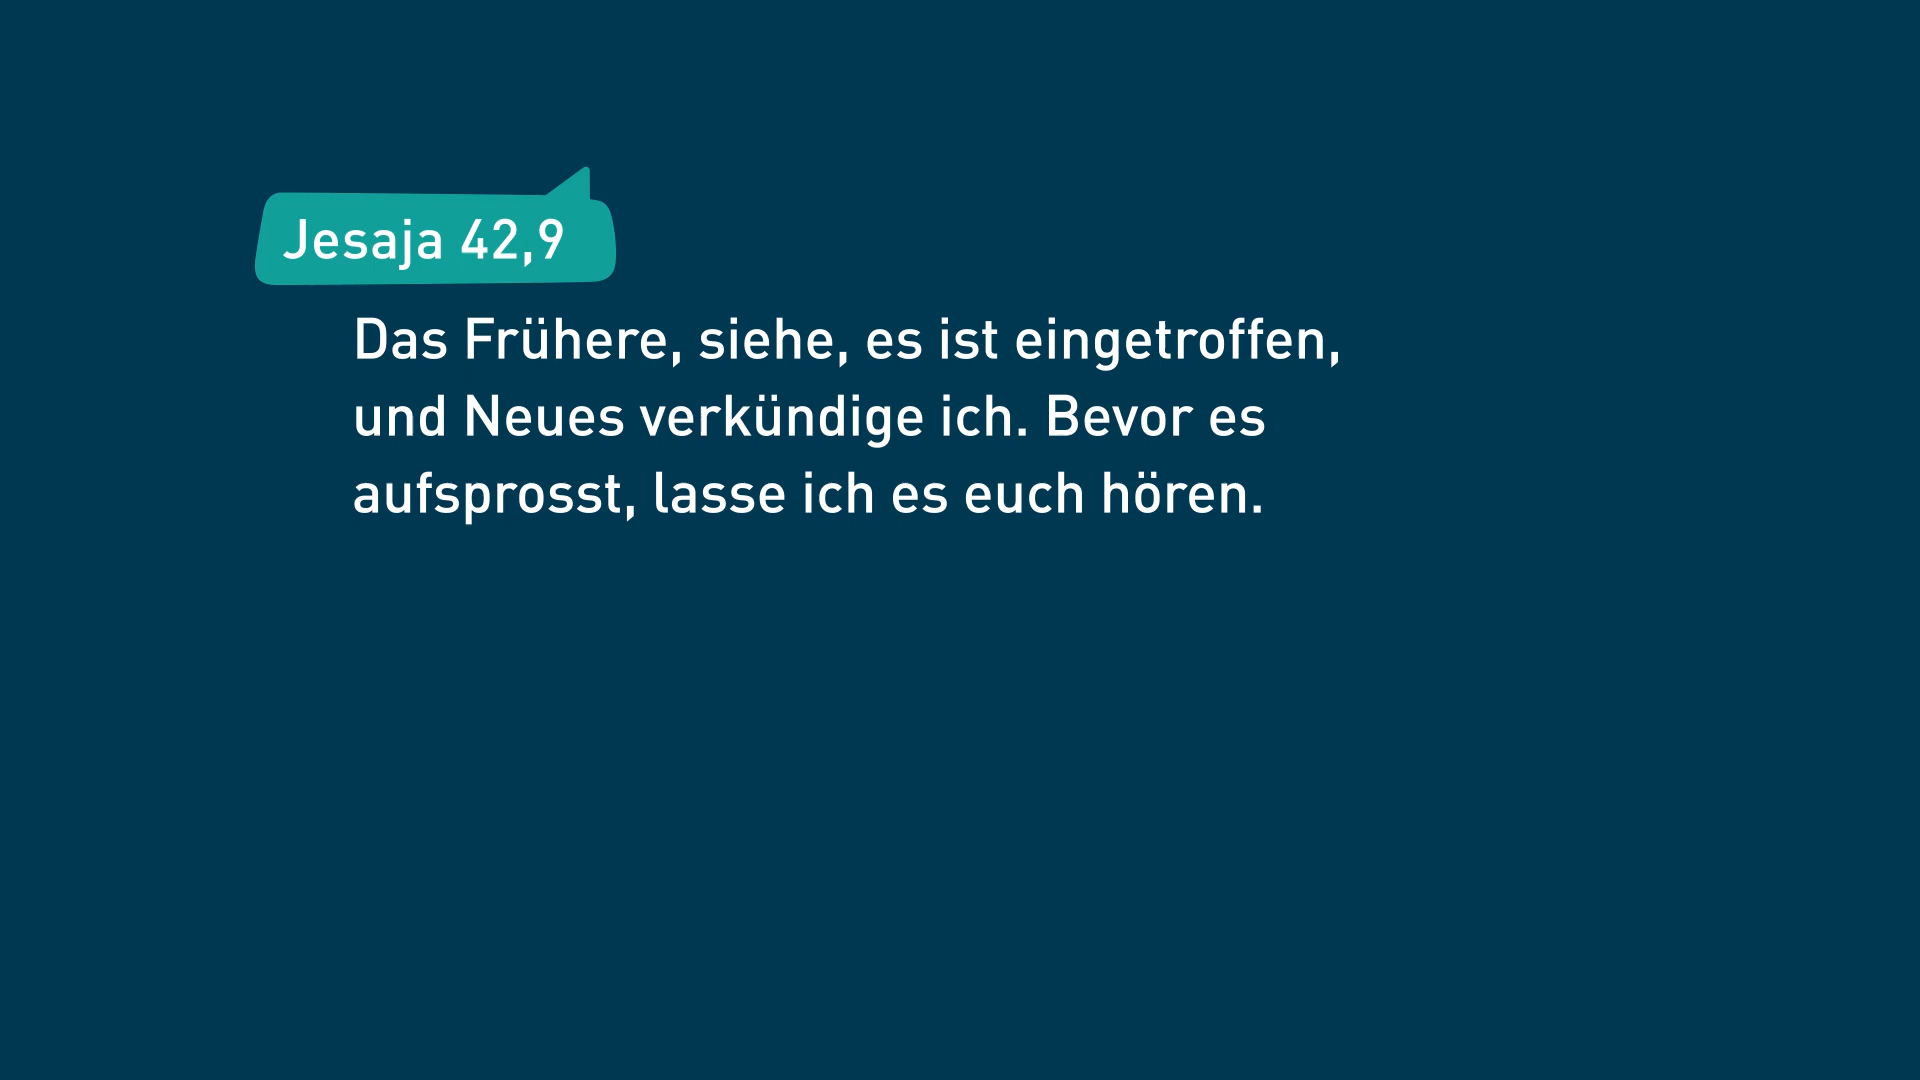 Jesaja 42,9
Das Frühere, siehe, es ist eingetroffen,
und Neues verkündige ich. Bevor es
aufsprosst, lasse ich es euch hören.